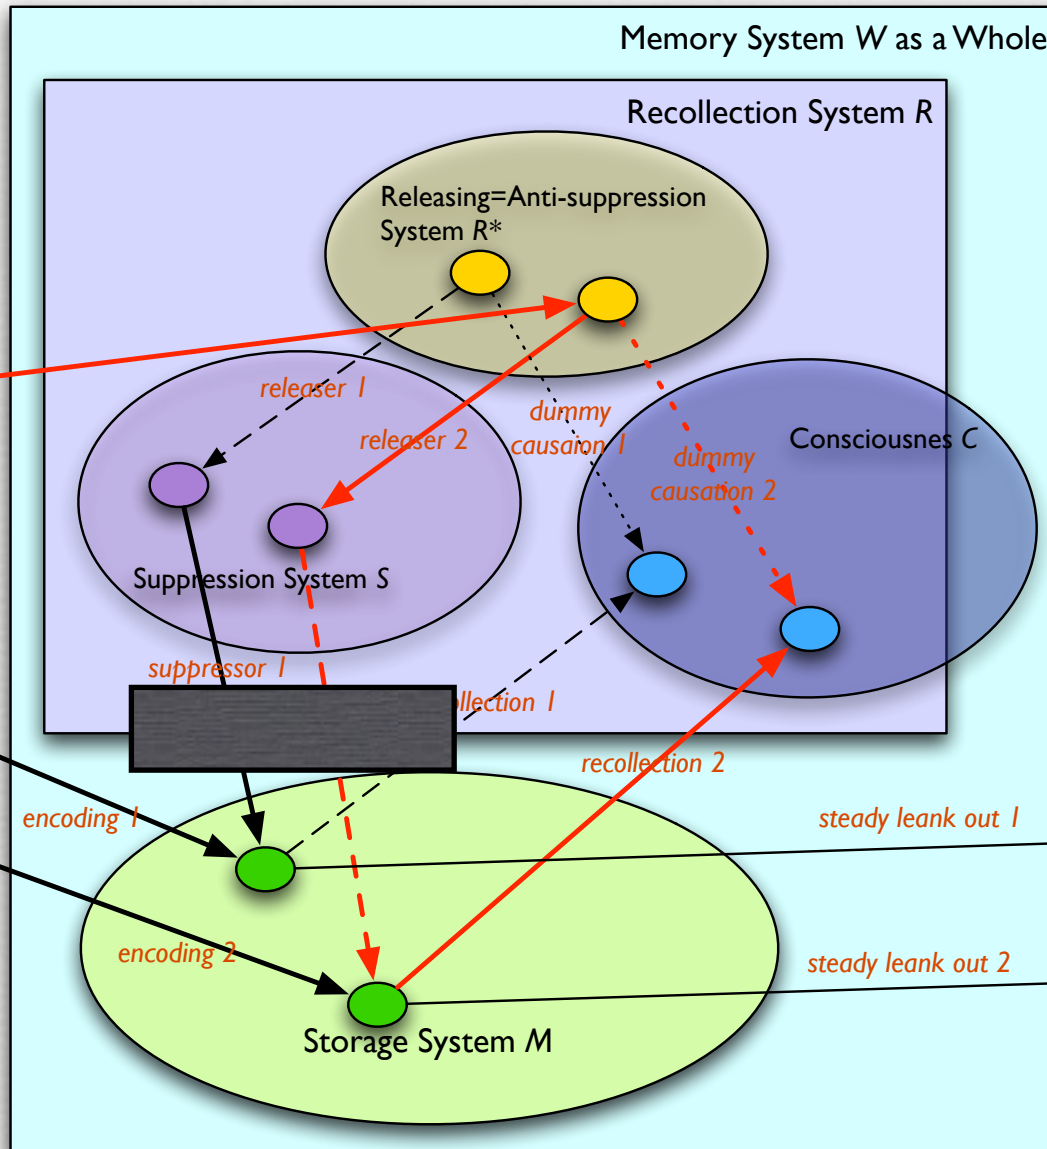 Memory System W as a Whole
Recollection System R
Releasing=Anti-suppression
System R*
releaser 1
dummy
causaion 1
releaser 2
dummy
causation 2
Consciousnes C
Suppression System S
suppressor 1
ollection 1
recollection 2
encoding 1
steady leank out 1
encoding 2
steady leank out 2
Storage System M